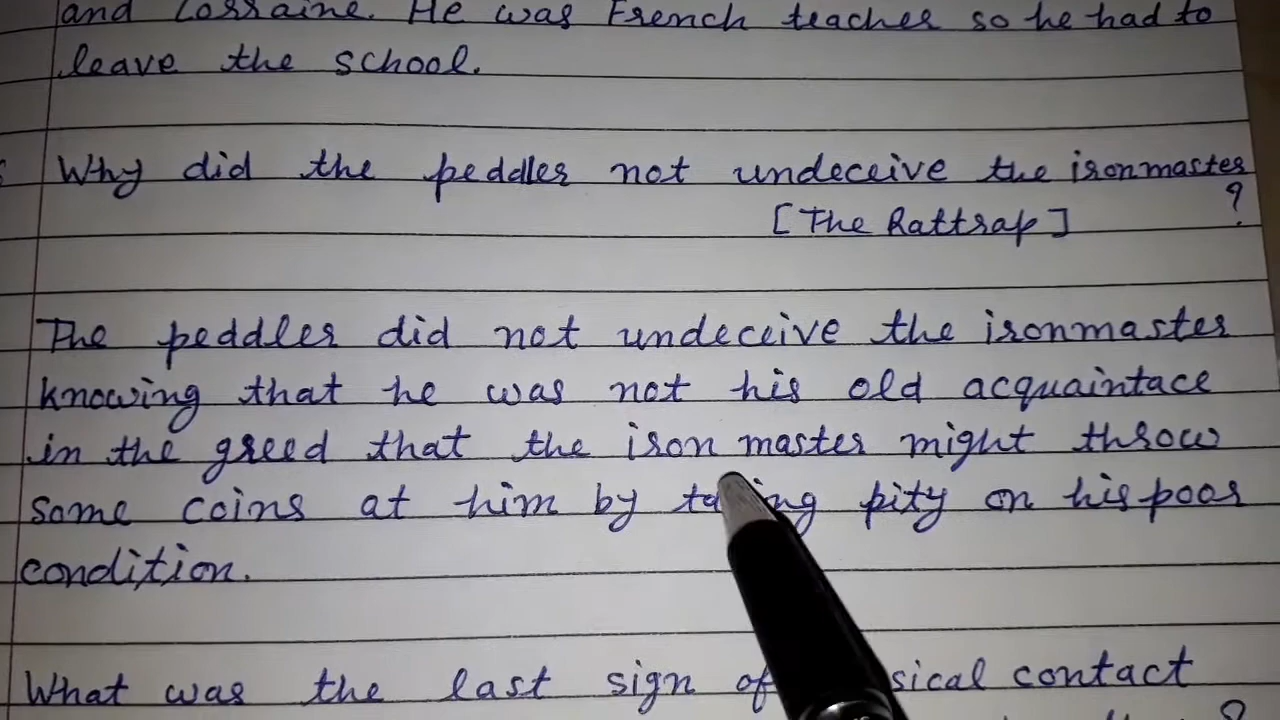 and Lorraine. He was French teacher so he had to
leave the school.
Why did the peddler not undeceive the ironmaster
?
[The Rattrap]
The peddler did not undeceive the ironmaster
knowing that he was not his old acquaintace
in the greed that the iron master might throw
some coins at him by taking pity on his poor
condition.
What was the last sign of contact
?